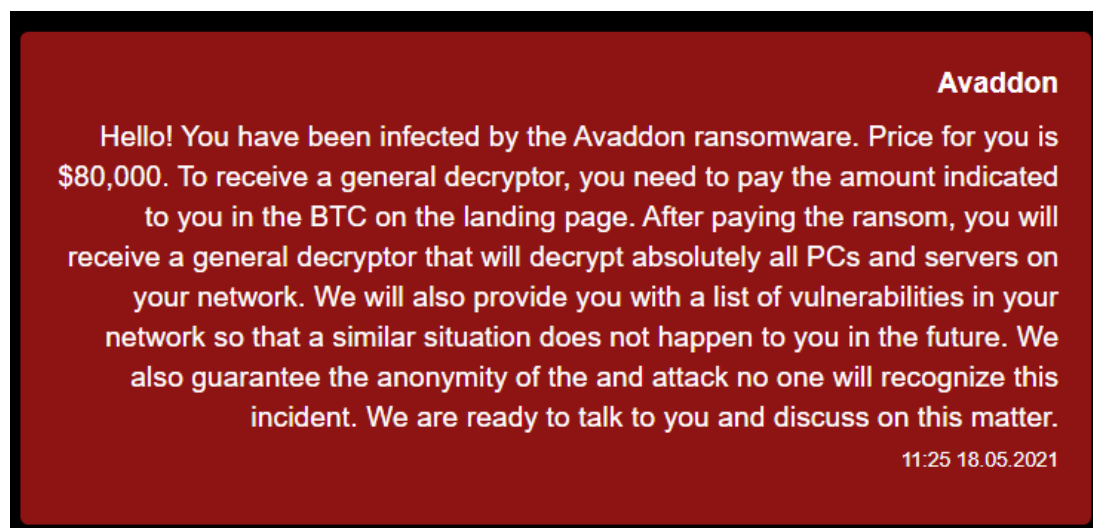 Avaddon
Hello! You have been infected by the Avaddon ransomware. Price for you is
$80,000. To receive a general decryptor, you need to pay the amount indicated
to you in the BTC on the landing page. After paying the ransom, you will
receive a general decryptor that will decrypt absolutely all PCs and servers on
your network. We will also provide you with a list of vulnerabilities in your
network so that a similar situation does not happen to you in the future. We
also guarantee the anonymity of the and attack no one will recognize this
incident. We are ready to talk to you and discuss on this matter.
11:25 18.05.2021